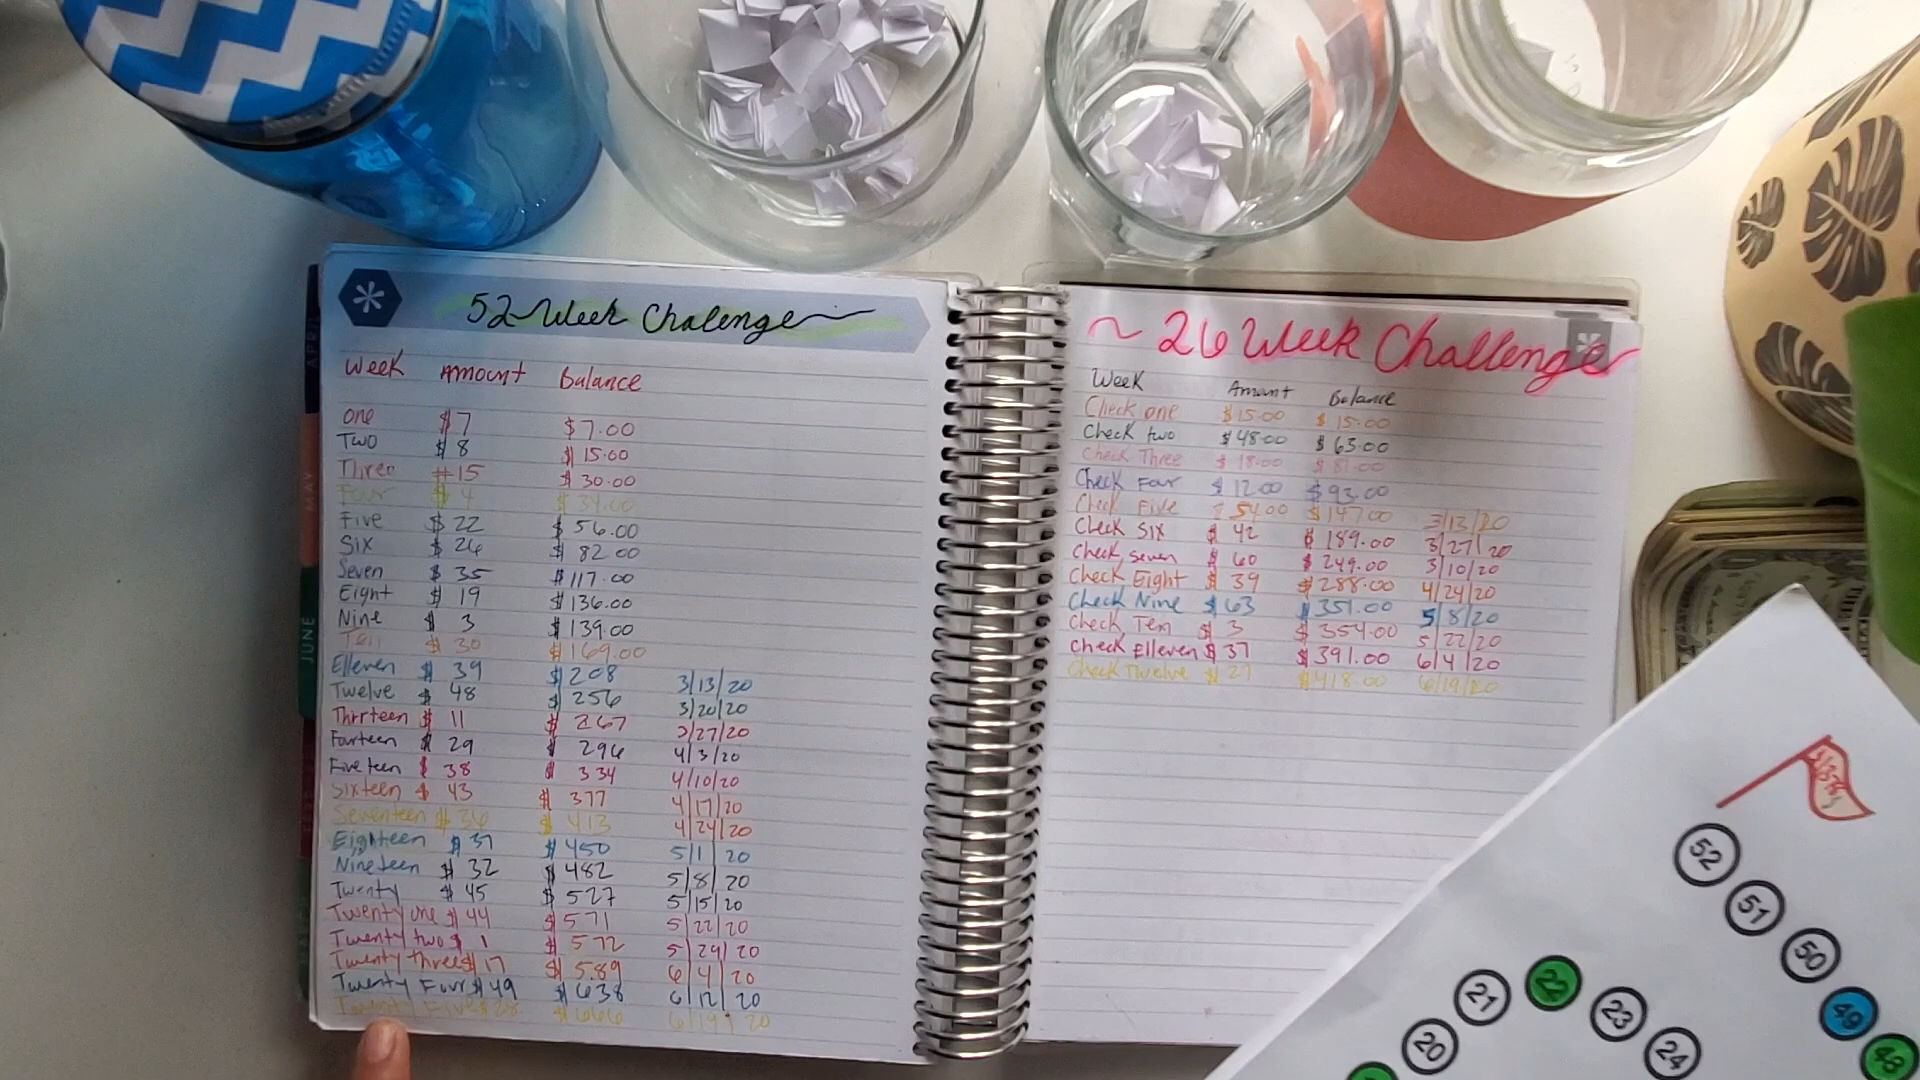 52 Week Chalenge
Week Amount Balance
One $7 $7.00
Two $8 $15.00
Three $15 $30.00
Four $4 $34.00
Five $22 $56.00
Six $26 $82.00
Seven $35 $117.00
Eight $19 $136.00
Nine $3 $139.00
Ten $30 $169.00
Elleven $39 $208 3/13/20
Twelve $48 $256 3/20/20
Thirteen $11 $267 3/27/20
Fourteen $29 $296 4/3/20
Fiveteen $38 $334 4/10/20
Sixteen $43 $377 4/17/20
Seventeen $36 $413 4/24/20
Eighteen $37 $450 5/1/20
Nineteen $32 $482 5/8/20
Twenty $45 $527 5/15/20
Twenty one $44 $571 5/22/20
Twenty two $1 $572 5/29/20
Twenty three $17 $589 6/4/20
Twenty Four $49 $638 6/12/20
Twenty Five $28 $666 6/19/20
~ 26 Week Challenge
Week Amount Balance
Check one $15.00 $15.00
Check two $48.00 $63.00
Check Three $18.00 $81.00
Check Four $12.00 $93.00
Check Five $54.00 $147.00 3/13/20
Check Six $42 $189.00 3/27/20
Check seven $60 $249.00 3/10/20
Check Eight $39 $288.00 4/24/20
Check Nine $63 $351.00 5/8/20
Check Ten $3 $354.00 5/22/20
Check Elleven $37 $391.00 6/4/20
Check Twelve $27 $418.00 6/19/20
52
51
50
49
48
20
21
22
23
24
APRIL
MAY
JUNE